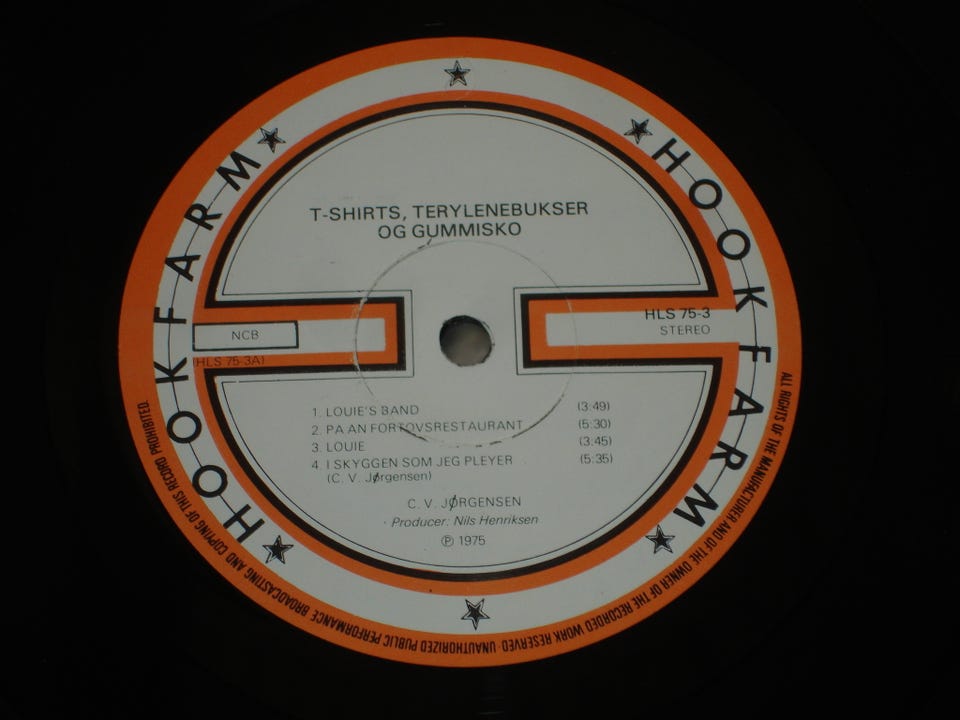 HOOKFARM
HOOKFARM
T-SHIRTS, TERYLENEBUKSER
OG GUMMISKO
NCB
(HLS 75-3A)
HLS 75-3
STEREO
1. LOUIE'S BAND (3:49)
2. PA AN FORTOVSRESTAURANT (5:30)
3. LOUIE (3:45)
4 I SKYGGEN SOM JEG PLEYER (5:35)
(C. V. Jørgensen)
C. V. JØRGENSEN
Producer: Nils Henriksen
℗ 1975
ALL RIGHTS OF THE MANUFACTURER AND OF THE OWNER OF THE RECORDED WORK RESERVED · UNAUTHORIZED PUBLIC PERFORMANCE BROADCASTING AND COPYING OF THIS RECORD PROHIBITED.